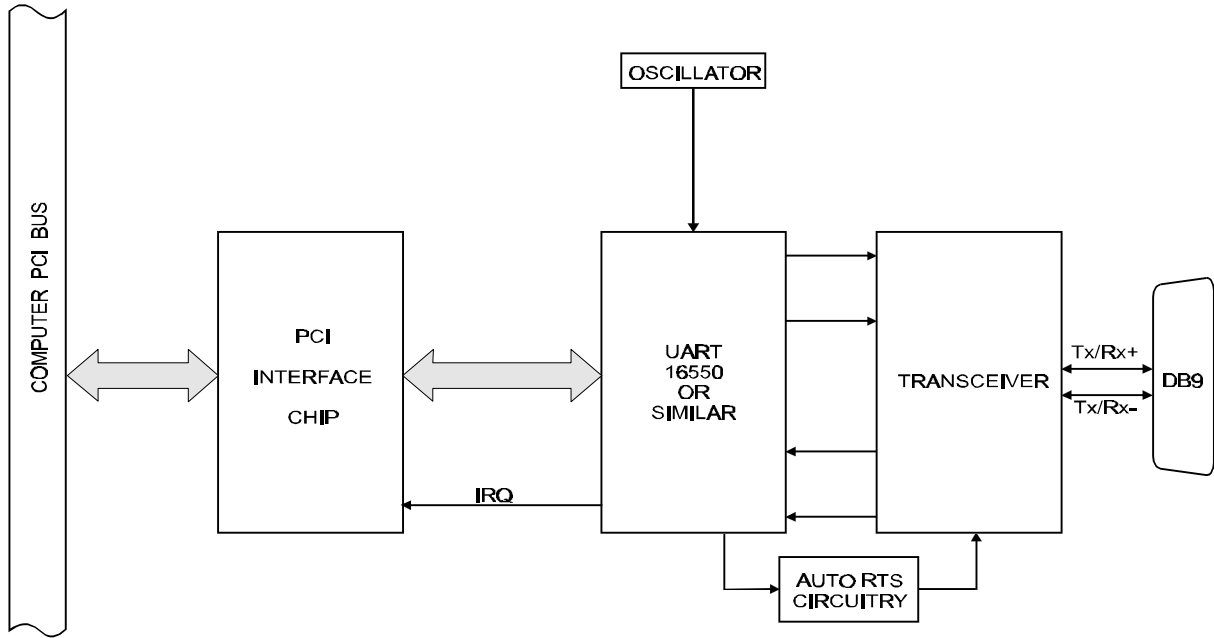 OSCILLATOR
COMPUTER PCI BUS
PCI
INTERFACE
CHIP
IRQ
UART
16550
OR
SIMILAR
TRANSCEIVER
Tx/Rx+
Tx/Rx-
DB9
AUTO RTS
CIRCUITRY